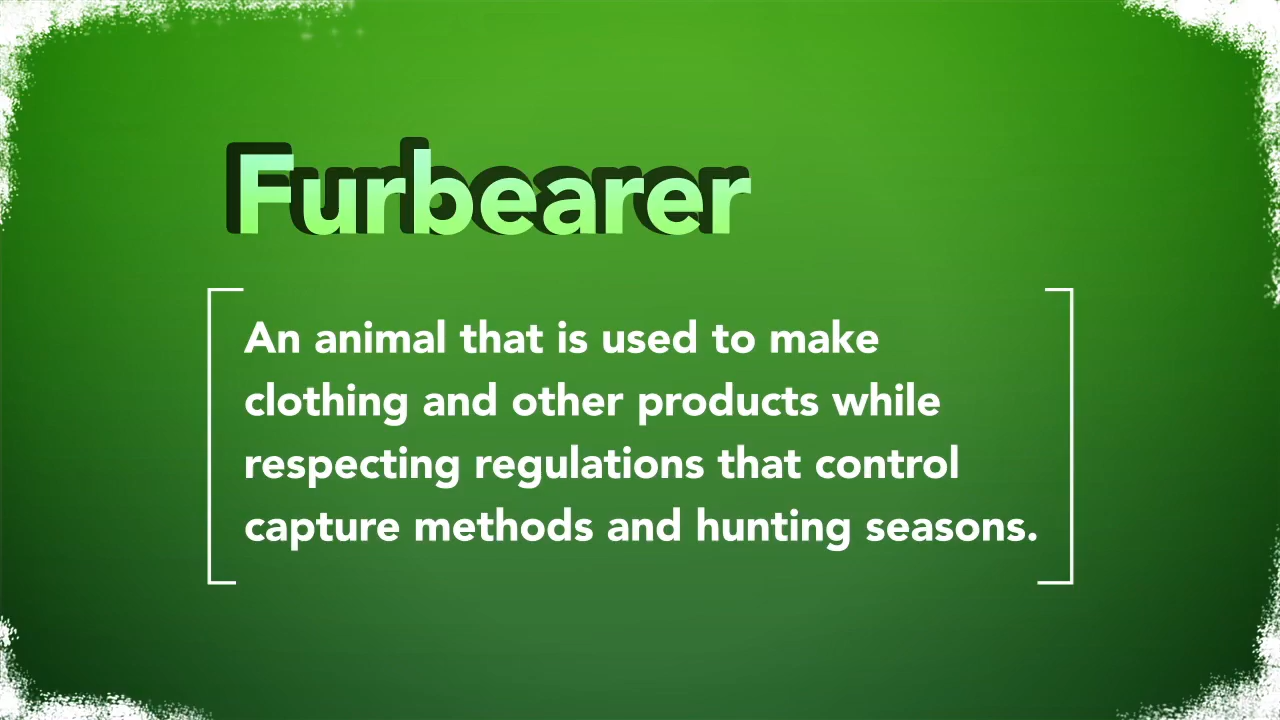 Furbearer
An animal that is used to make
clothing and other products while
respecting regulations that control
capture methods and hunting seasons.